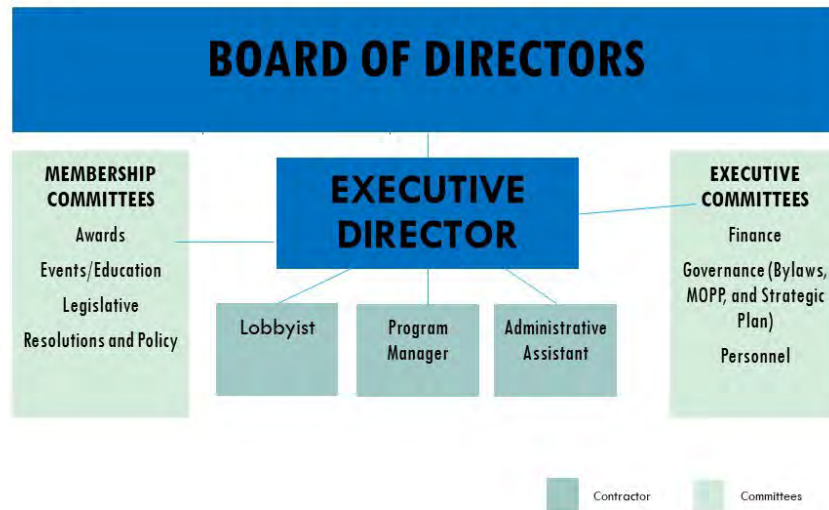 BOARD OF DIRECTORS
MEMBERSHIP
COMMITTEES
Awards
Events/Education
Legislative
Resolutions and Policy
EXECUTIVE
DIRECTOR
EXECUTIVE
COMMITTEES
Finance
Governance (Bylaws,
MOPP, and Strategic
Plan)
Personnel
Lobbyist
Program
Manager
Administrative
Assistant
Contractor
Committees